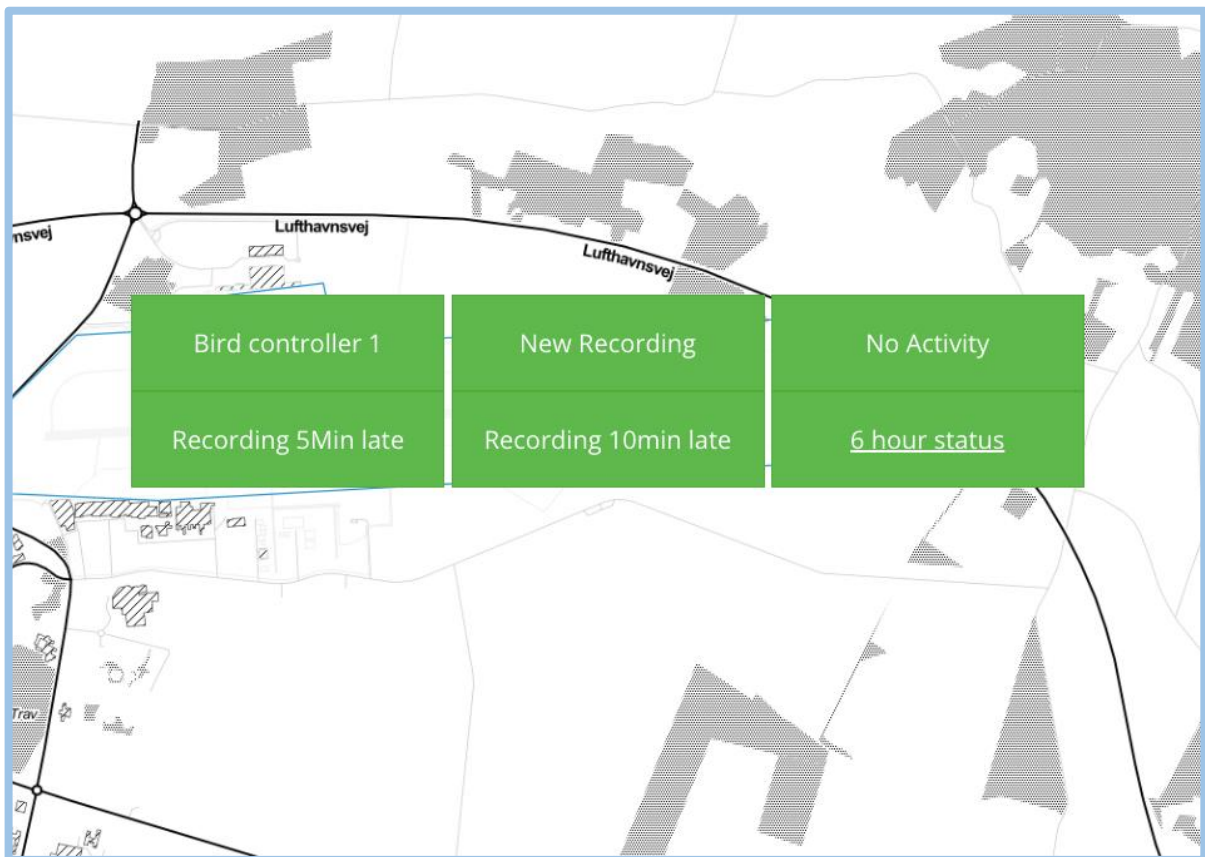 nsvej
Lufthavnsvej
Lufthavnsvej
Bird controller 1
New Recording
No Activity
Recording 5Min late
Recording 10min late
6 hour status
Trav